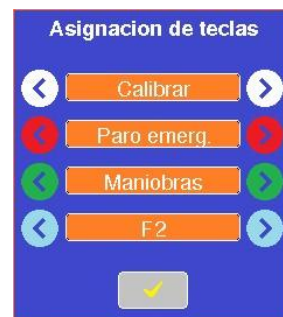 Asignacion de teclas
Calibrar
Paro emerg.
Maniobras
F2